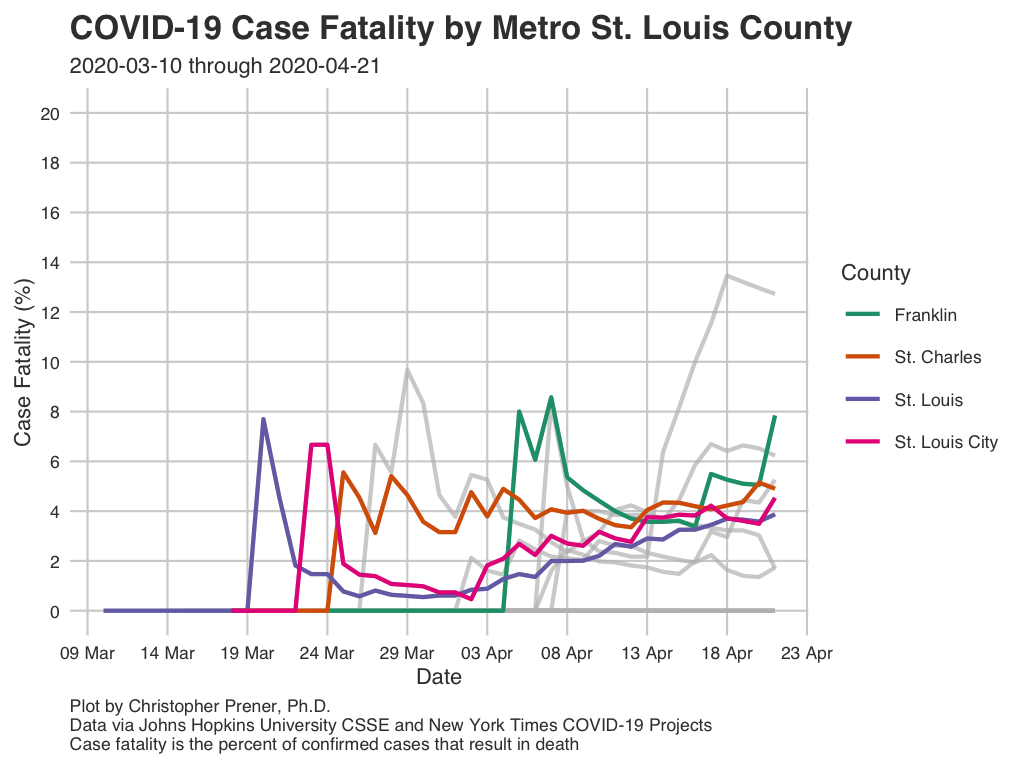 COVID-19 Case Fatality by Metro St. Louis County
2020-03-10 through 2020-04-21
20
18
16
14
12
10
8
6
4
2
0
Case Fatality (%)
09 Mar
14 Mar
19 Mar
24 Mar
29 Mar
03 Apr
08 Apr
13 Apr
18 Apr
23 Apr
Date
County
Franklin
St. Charles
St. Louis
St. Louis City
Plot by Christopher Prener, Ph.D.
Data via Johns Hopkins University CSSE and New York Times COVID-19 Projects
Case fatality is the percent of confirmed cases that result in death